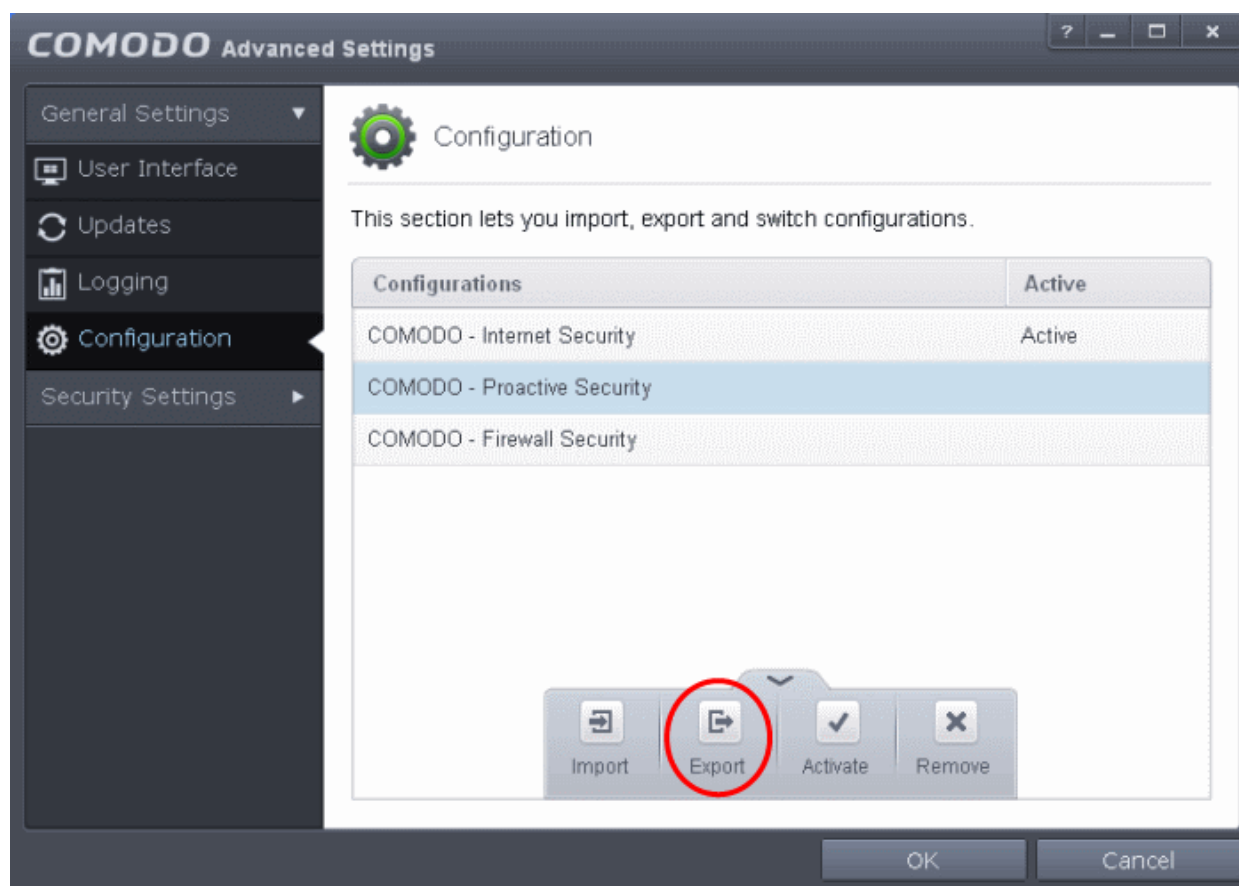 COMODO Advanced Settings
?
General Settings
User Interface
Updates
Logging
Configuration
Security Settings
Configuration
This section lets you import, export and switch configurations.
Configurations Active
COMODO - Internet Security Active
COMODO - Proactive Security
COMODO - Firewall Security
Import Export Activate Remove
OK Cancel